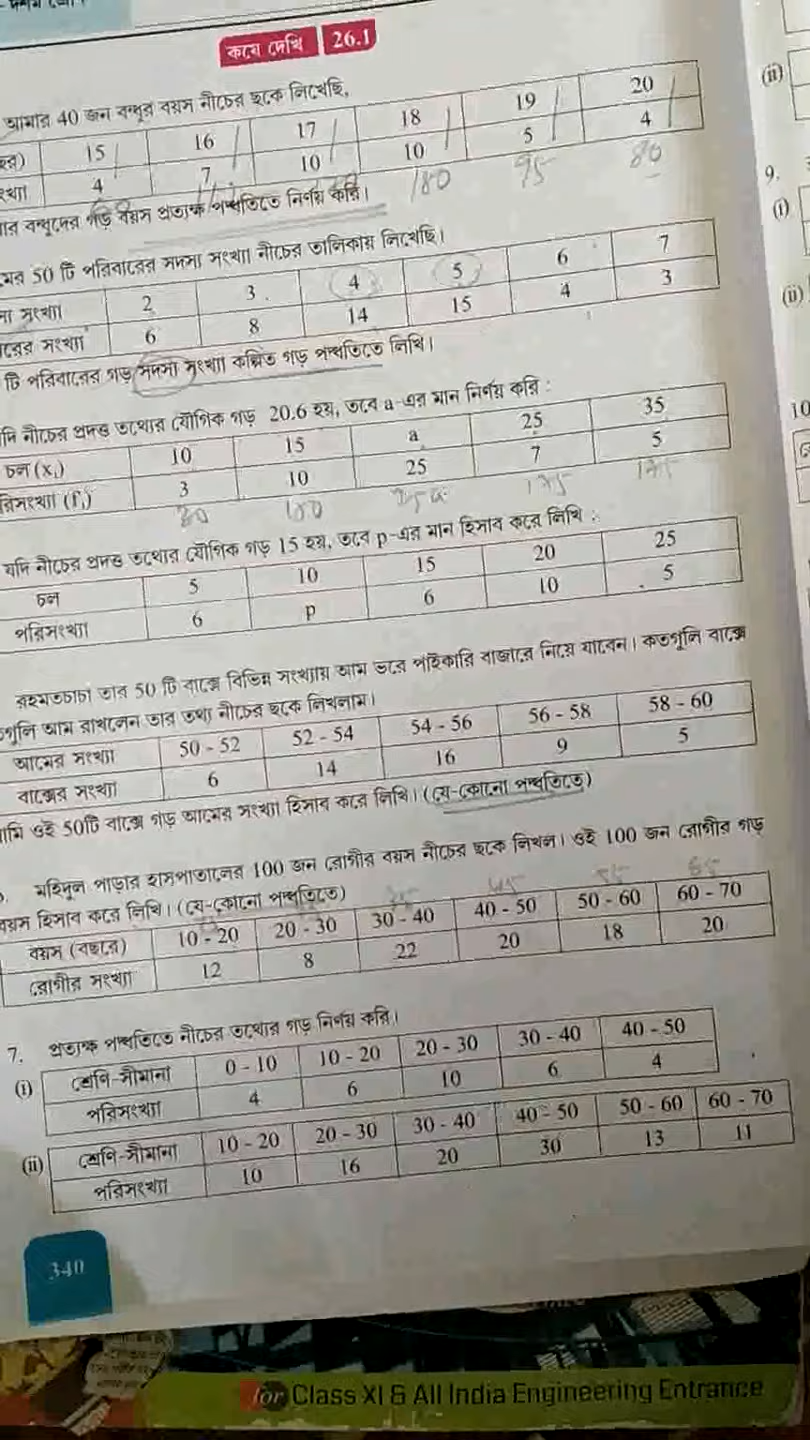 কষে দেখি 26.1
আমার 40 জন বন্ধুর বয়স নীচের ছকে লিখেছি,
15 16 17 18 19 20
4 7 10 10 5 4
180 95 80
বন্ধুদের গড় বয়স প্রত্যক্ষ পদ্ধতিতে নির্ণয় করি।
50 টি পরিবারের সদস্য সংখ্যা নীচের তালিকায় লিখেছি।
সংখ্যা 2 3 4 5 6 7
সংখ্যা 6 8 14 15 4 3
টি পরিবারের গড় সদস্য সংখ্যা কল্পিত গড় পদ্ধতিতে লিখি।
নীচের প্রদত্ত তথ্যের যৌগিক গড় 20.6 হয়, তবে a-এর মান নির্ণয় করি :
চল (xᵢ) 10 15 a 25 35
(fᵢ) 3 10 25 7 5
যদি নীচের প্রদত্ত তথ্যের যৌগিক গড় 15 হয়, তবে p-এর মান হিসাব করে লিখি :
চল 5 10 15 20 25
পরিসংখ্যা 6 p 6 10 5
রহমতচাচা তার 50 টি বাক্সে বিভিন্ন সংখ্যায় আম ভরে পাইকারি বাজারে নিয়ে যাবেন। কতগুলি বাক্সে
আম রাখলেন তার তথ্য নীচের ছকে লিখলাম।
আমের সংখ্যা 50 - 52 52 - 54 54 - 56 56 - 58 58 - 60
বাক্সের সংখ্যা 6 14 16 9 5
ওই 50টি বাক্সে গড় আমের সংখ্যা হিসাব করে লিখি। (যে-কোনো পদ্ধতিতে)
মহিদুল পাড়ার হাসপাতালের 100 জন রোগীর বয়স নীচের ছকে লিখল। ওই 100 জন রোগীর গড়
বয়স হিসাব করে লিখি। (যে-কোনো পদ্ধতিতে)
বয়স (বছরে) 10 - 20 20 - 30 30 - 40 40 - 50 50 - 60 60 - 70
রোগীর সংখ্যা 12 8 22 20 18 20
7. প্রত্যক্ষ পদ্ধতিতে নীচের তথ্যের গড় নির্ণয় করি।
(i) শ্রেণি-সীমানা 0 - 10 10 - 20 20 - 30 30 - 40 40 - 50
পরিসংখ্যা 4 6 10 6 4
(ii) শ্রেণি-সীমানা 10 - 20 20 - 30 30 - 40 40 - 50 50 - 60 60 - 70
পরিসংখ্যা 10 16 20 30 13 11
340
(ii)
9.
(i)
(ii)
10
for Class XI & All India Engineering Entrance